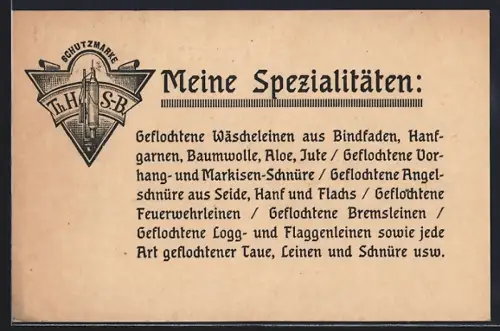 SCHUTZMARKE
Th. H S-B.
Meine Spezialitäten:
Geflochtene Wäscheleinen aus Bindfaden, Hanf-
garnen, Baumwolle, Aloe, Jute / Geflochtene Vor-
hang- und Markisen-Schnüre / Geflochtene Angel-
schnüre aus Seide, Hanf und Flachs / Geflochtene
Feuerwehrleinen / Geflochtene Bremsleinen /
Geflochtene Logg- und Flaggenleinen sowie jede
Art geflochtener Taue, Leinen und Schnüre usw.